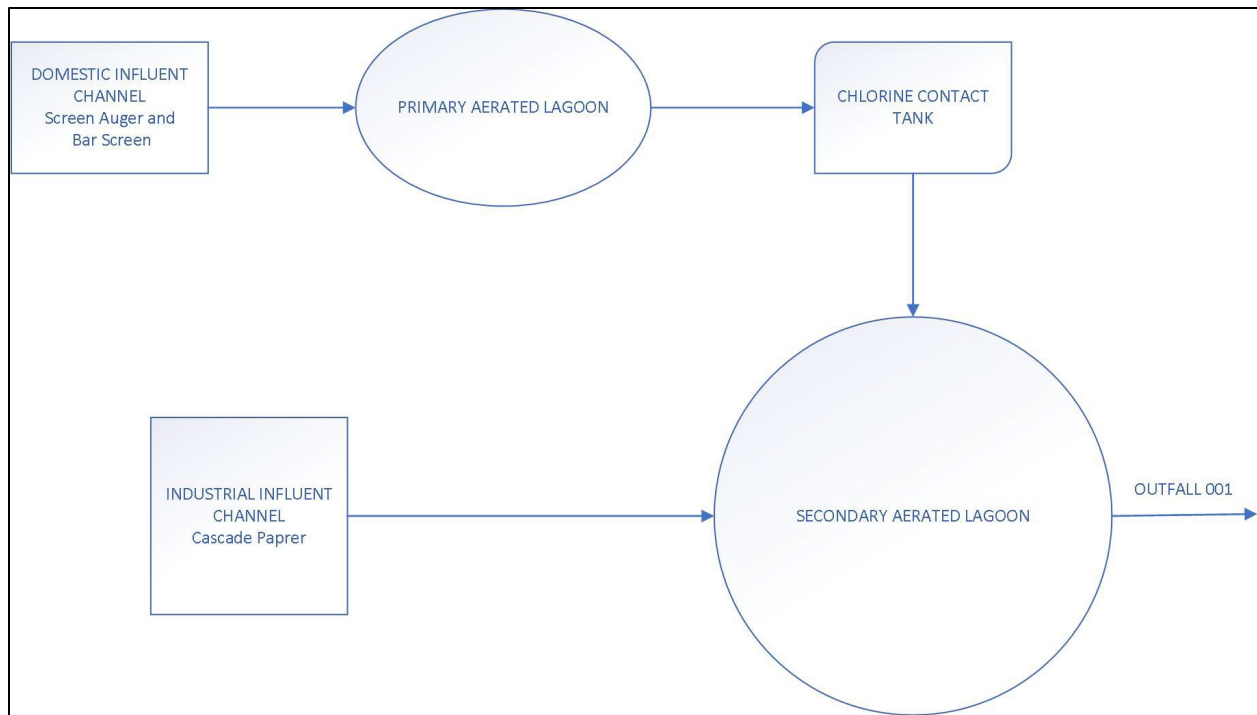 DOMESTIC INFLUENT
CHANNEL
Screen Auger and
Bar Screen
PRIMARY AERATED LAGOON
CHLORINE CONTACT
TANK
INDUSTRIAL INFLUENT
CHANNEL
Cascade Paprer
SECONDARY AERATED LAGOON
OUTFALL 001